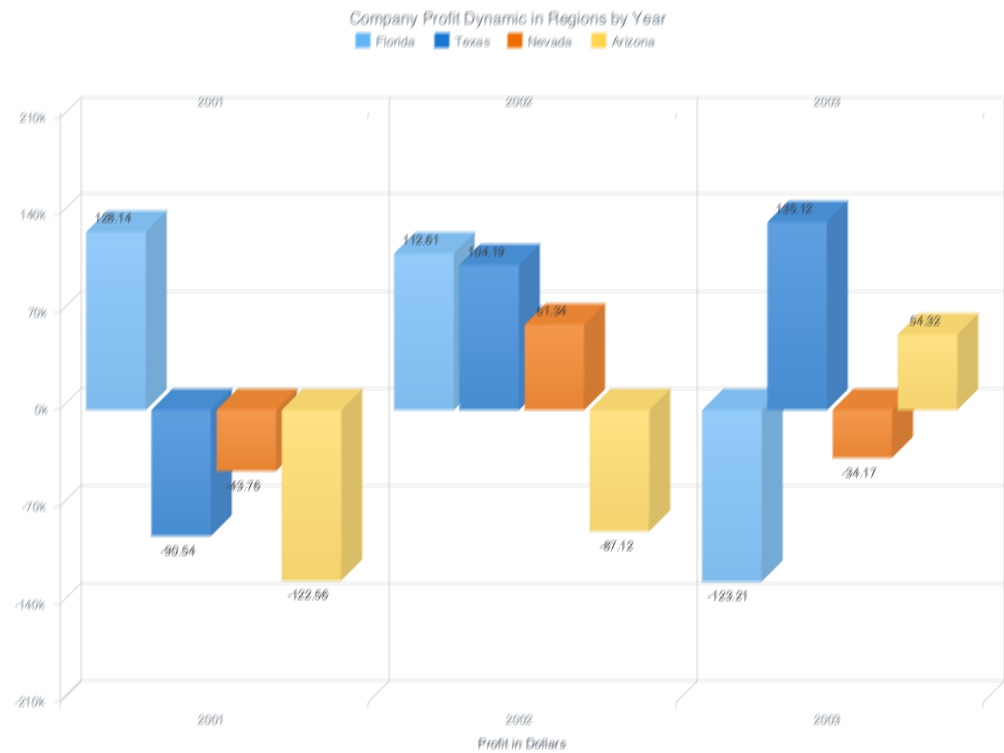 Company Profit Dynamic in Regions by Year
Florida Texas Nevada Arizona
2001 2002 2003
210k
140k
128.14 112.61 104.19 135.12
70k
61.34 54.32
0k
-43.76 -34.17
-70k
-90.54 -87.12
-122.56 -123.21
-140k
-210k
2001 2002 2003
Profit in Dollars